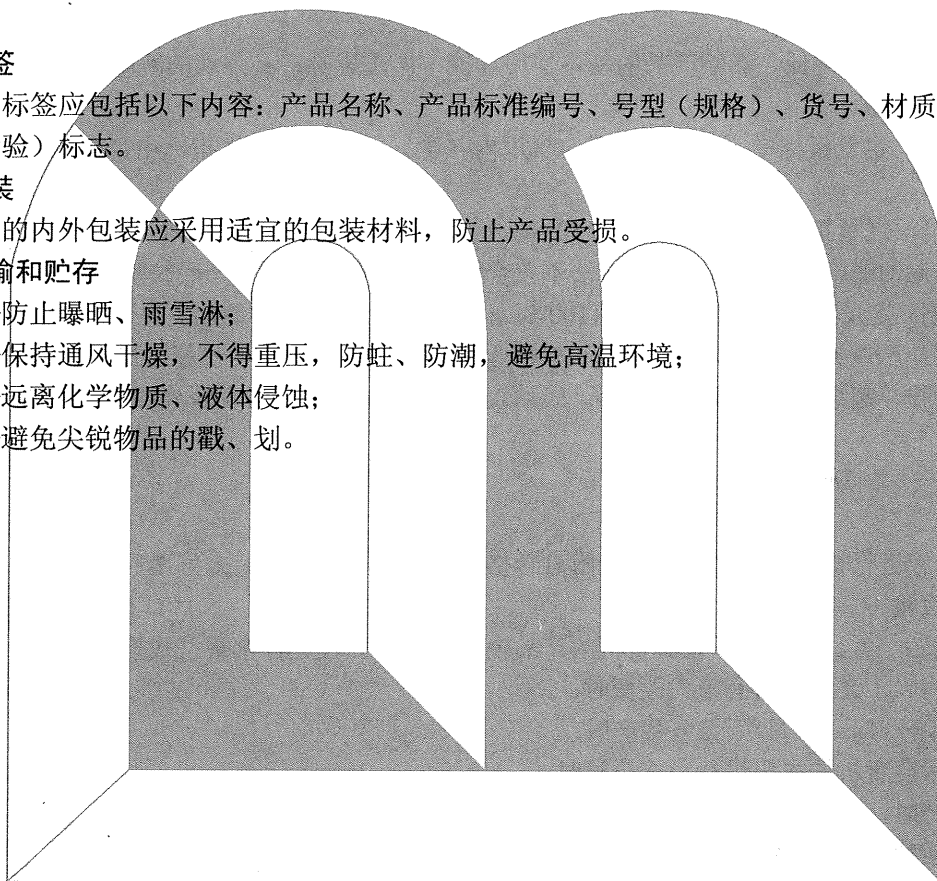 签
标签应包括以下内容：产品名称、产品标准编号、号型（规格）、货号、材质
验）标志。
装
的内外包装应采用适宜的包装材料，防止产品受损。
输和贮存
防止曝晒、雨雪淋；
保持通风干燥，不得重压，防蛀、防潮，避免高温环境；
远离化学物质、液体侵蚀；
避免尖锐物品的戳、划。